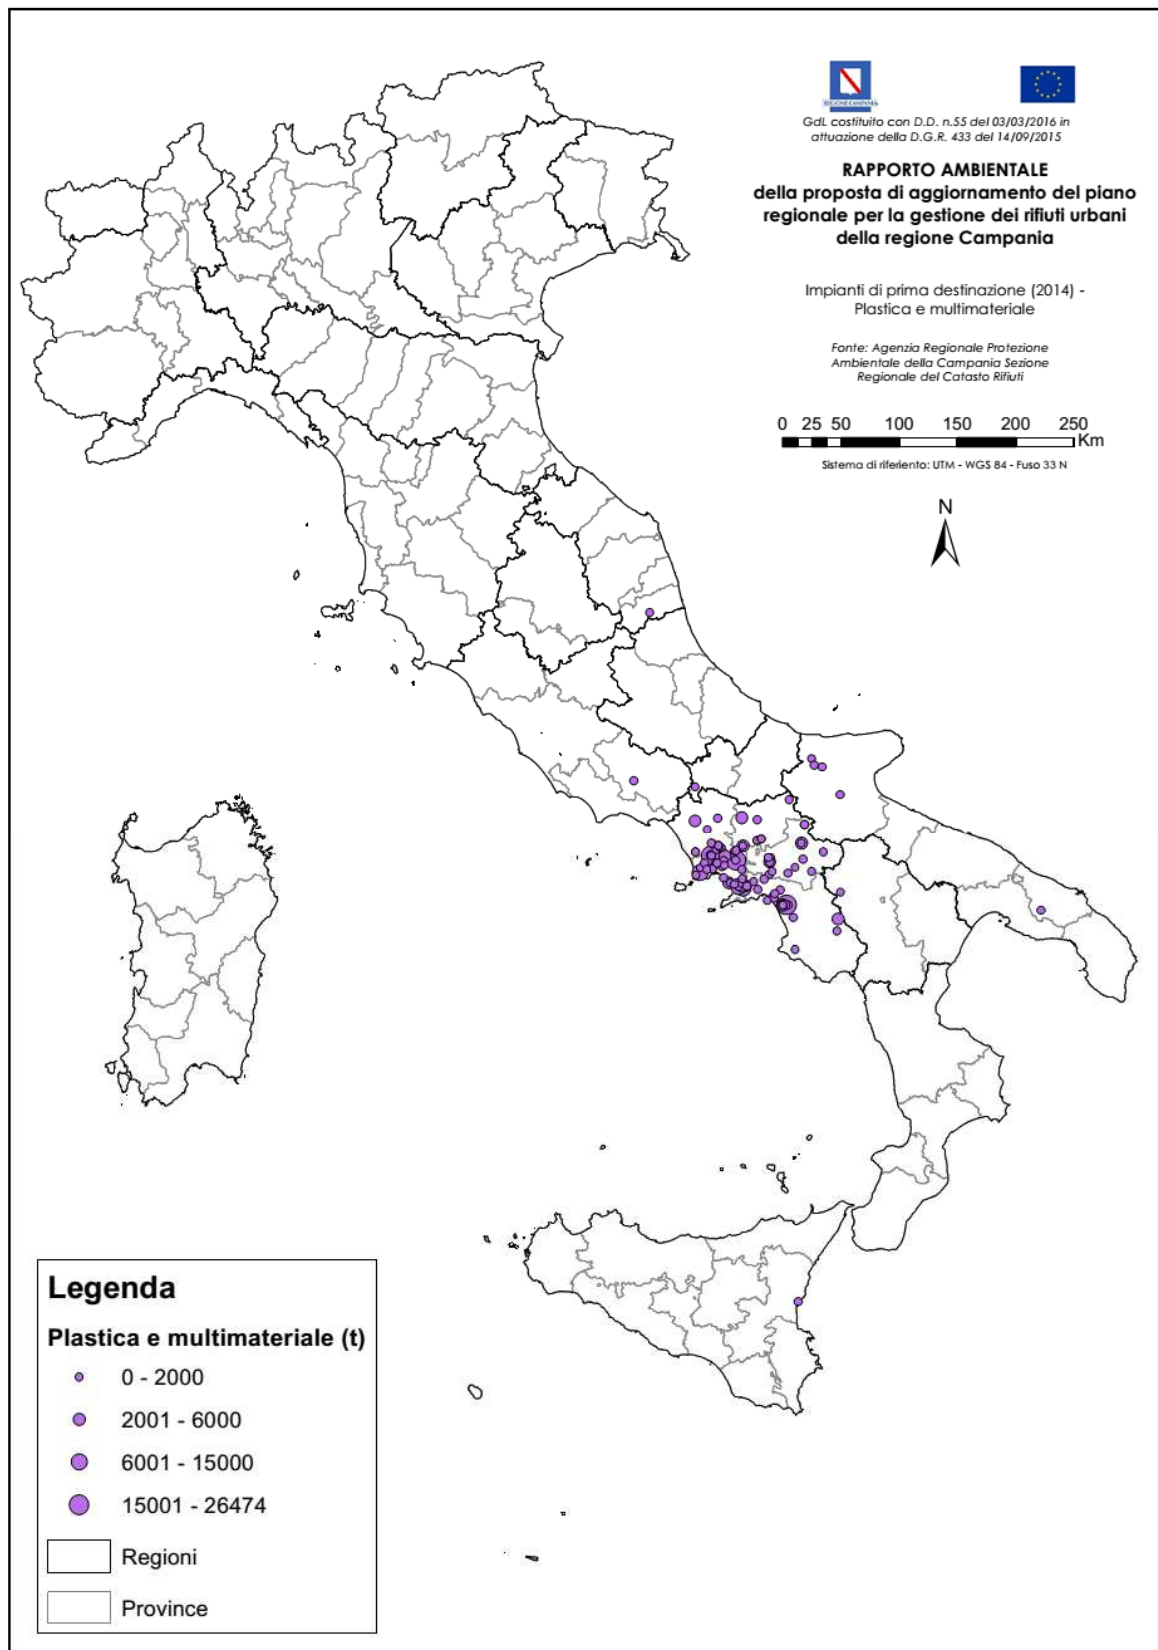 REGIONE CAMPANIA
GdL costituito con D.D. n.55 del 03/03/2016 in
attuazione della D.G.R. 433 del 14/09/2015
RAPPORTO AMBIENTALE
della proposta di aggiornamento del piano
regionale per la gestione dei rifiuti urbani
della regione Campania
Impianti di prima destinazione (2014) -
Plastica e multimateriale
Fonte: Agenzia Regionale Protezione
Ambientale della Campania Sezione
Regionale del Catasto Rifiuti
0 25 50 100 150 200 250
Km
Sistema di riferiento: UTM - WGS 84 - Fuso 33 N
N
Legenda
Plastica e multimateriale (t)
0 - 2000
2001 - 6000
6001 - 15000
15001 - 26474
Regioni
Province